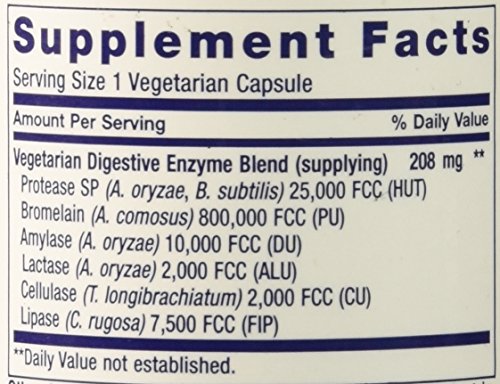 Supplement Facts
Serving Size 1 Vegetarian Capsule
Amount Per Serving % Daily Value
Vegetarian Digestive Enzyme Blend (supplying) 208 mg **
Protease SP (A. oryzae, B. subtilis) 25,000 FCC (HUT)
Bromelain (A. comosus) 800,000 FCC (PU)
Amylase (A. oryzae) 10,000 FCC (DU)
Lactase (A. oryzae) 2,000 FCC (ALU)
Cellulase (T. longibrachiatum) 2,000 FCC (CU)
Lipase (C. rugosa) 7,500 FCC (FIP)
**Daily Value not established.